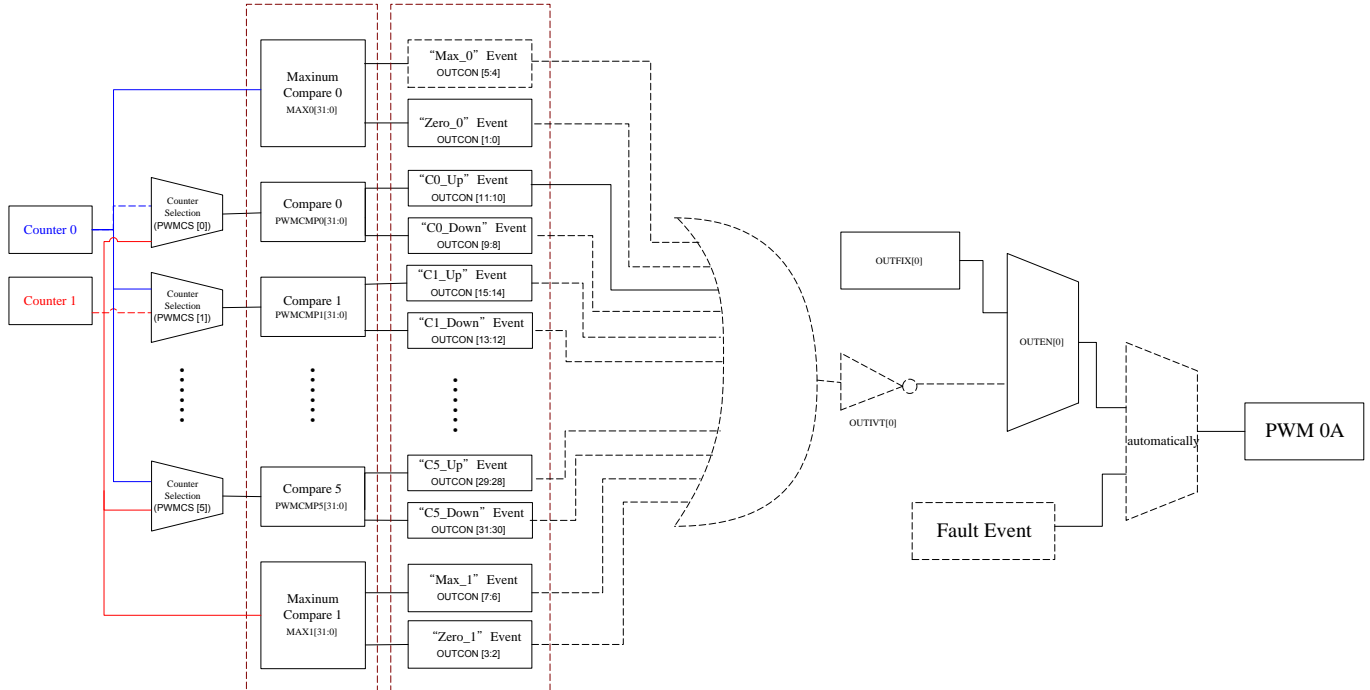 Counter 0
Counter 1
Counter
Selection
(PWMCS [0])
Counter
Selection
(PWMCS [1])
Counter
Selection
(PWMCS [5])
Maxinum
Compare 0
MAX0[31:0]
Compare 0
PWMCMP0[31:0]
Compare 1
PWMCMP1[31:0]
Compare 5
PWMCMP5[31:0]
Maxinum
Compare 1
MAX1[31:0]
“Max_0” Event
OUTCON [5:4]
“Zero_0” Event
OUTCON [1:0]
“C0_Up” Event
OUTCON [11:10]
“C0_Down” Event
OUTCON [9:8]
“C1_Up” Event
OUTCON [15:14]
“C1_Down” Event
OUTCON [13:12]
“C5_Up” Event
OUTCON [29:28]
“C5_Down” Event
OUTCON [31:30]
“Max_1” Event
OUTCON [7:6]
“Zero_1” Event
OUTCON [3:2]
OUTIVT[0]
OUTFIX[0]
OUTEN[0]
Fault Event
automatically
PWM 0A